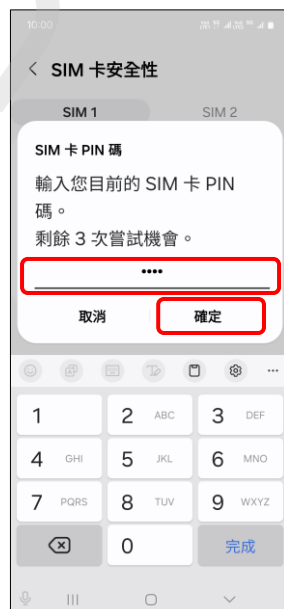 10:00
SIM 卡安全性
SIM 1
SIM 2
SIM 卡 PIN 碼
輸入您目前的 SIM 卡 PIN
碼。
剩餘 3 次嘗試機會。
••••
取消
確定
1
2 ABC
3 DEF
4 GHI
5 JKL
6 MNO
7 PQRS
8 TUV
9 WXYZ
0
完成